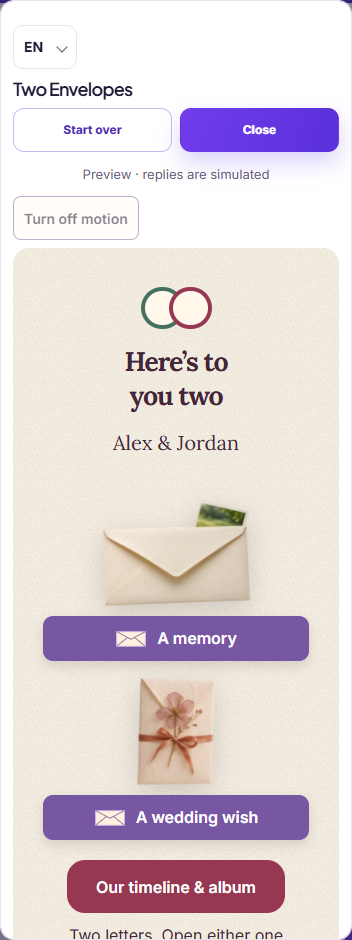 EN
Two Envelopes
Start over
Close
Preview · replies are simulated
Turn off motion
Here’s to
you two
Alex & Jordan
A memory
A wedding wish
Our timeline & album
Two letters. Open either one